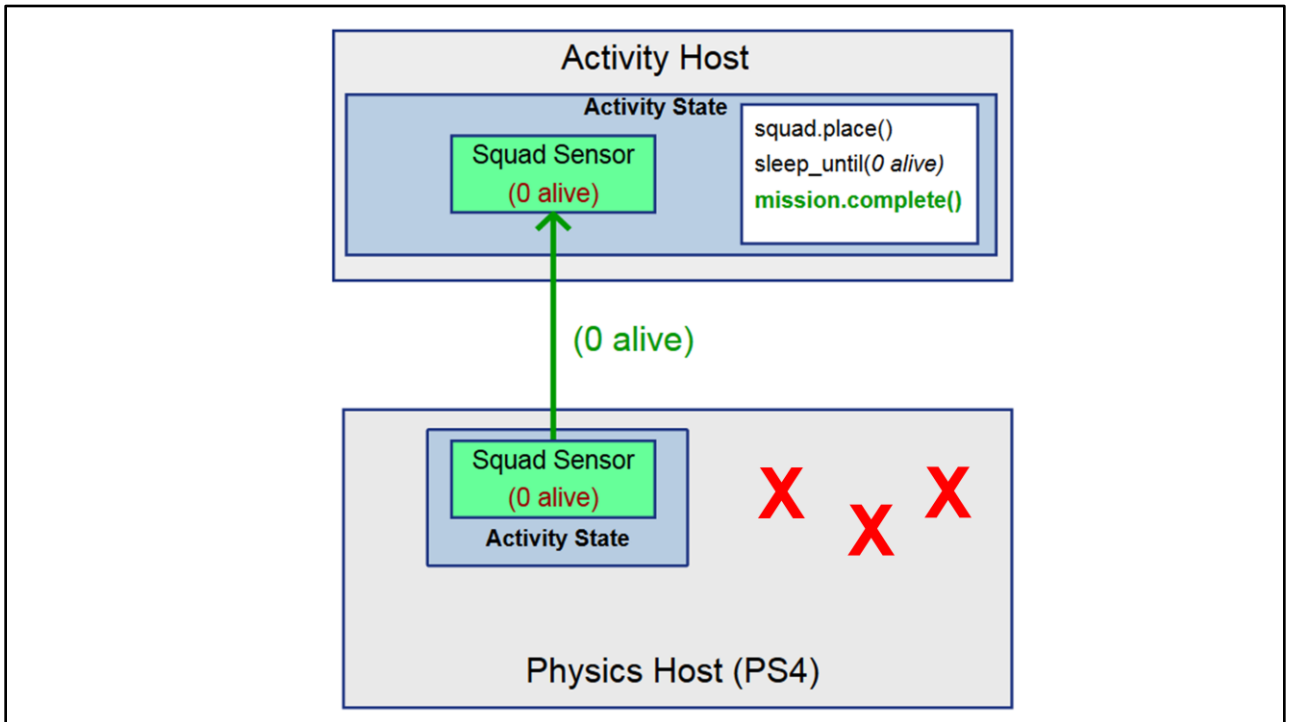 Activity Host
Activity State
squad.place()
Squad Sensor
sleep_until(0 alive)
(0 alive)
mission.complete()
(0 alive)
Squad Sensor
(0 alive)
Activity State
X X X
Physics Host (PS4)